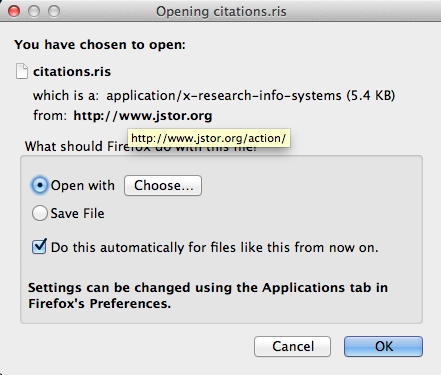 Opening citations.ris
You have chosen to open:
citations.ris
which is a: application/x-research-info-systems (5.4 KB)
from: http://www.jstor.org
http://www.jstor.org/action/
What should Firefox do with this file?
Open with Choose...
Save File
Do this automatically for files like this from now on.
Settings can be changed using the Applications tab in
Firefox's Preferences.
Cancel OK